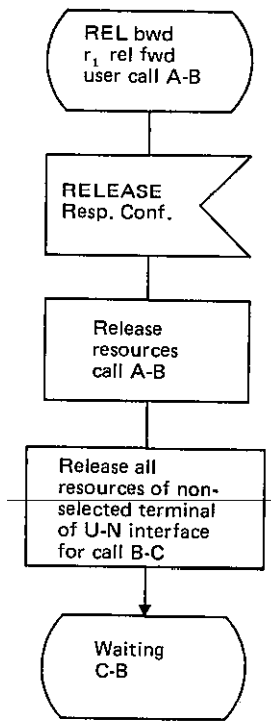 REL bwd
r₁ rel fwd
user call A-B
RELEASE
Resp. Conf.
Release
resources
call A-B
Release all
resources of non-
selected terminal
of U-N interface
for call B-C
Waiting
C-B